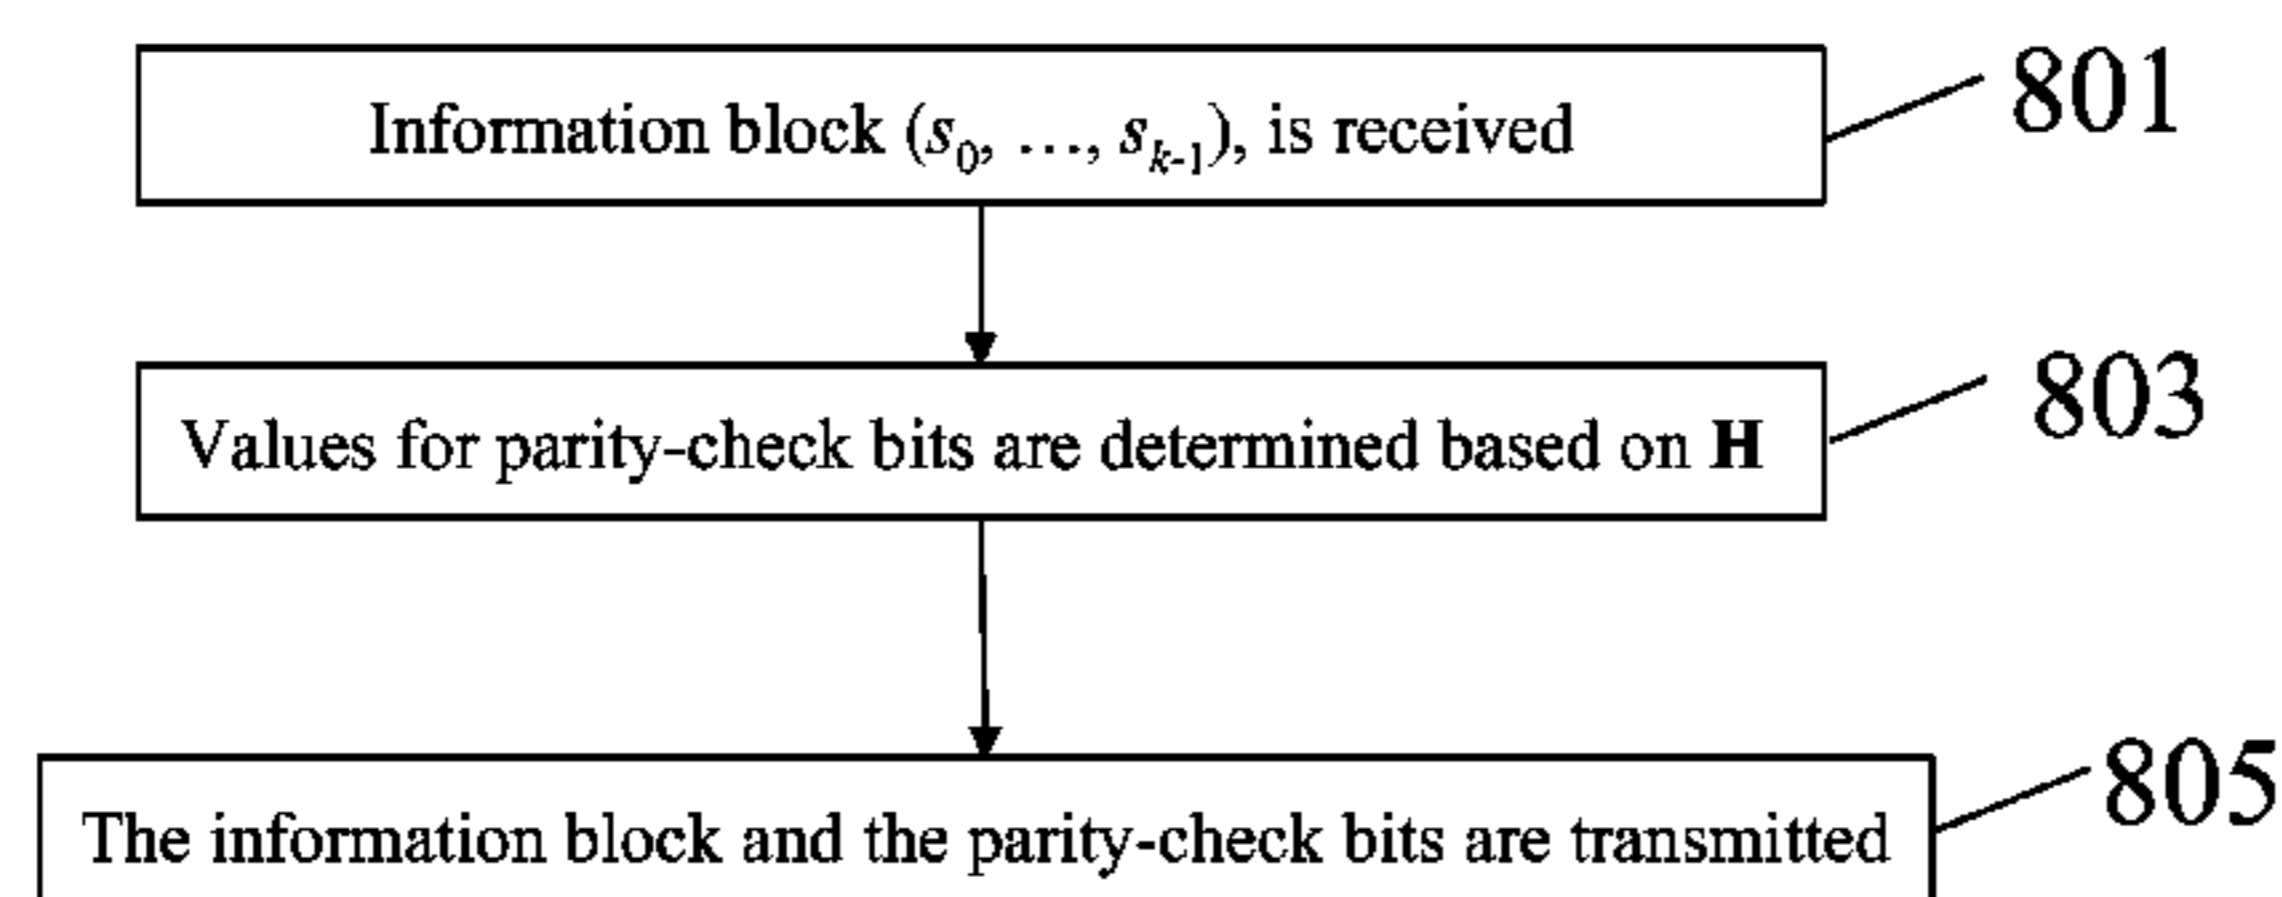 Information block (s0, …, sk-1), is received
801
Values for parity-check bits are determined based on H
803
The information block and the parity-check bits are transmitted
805